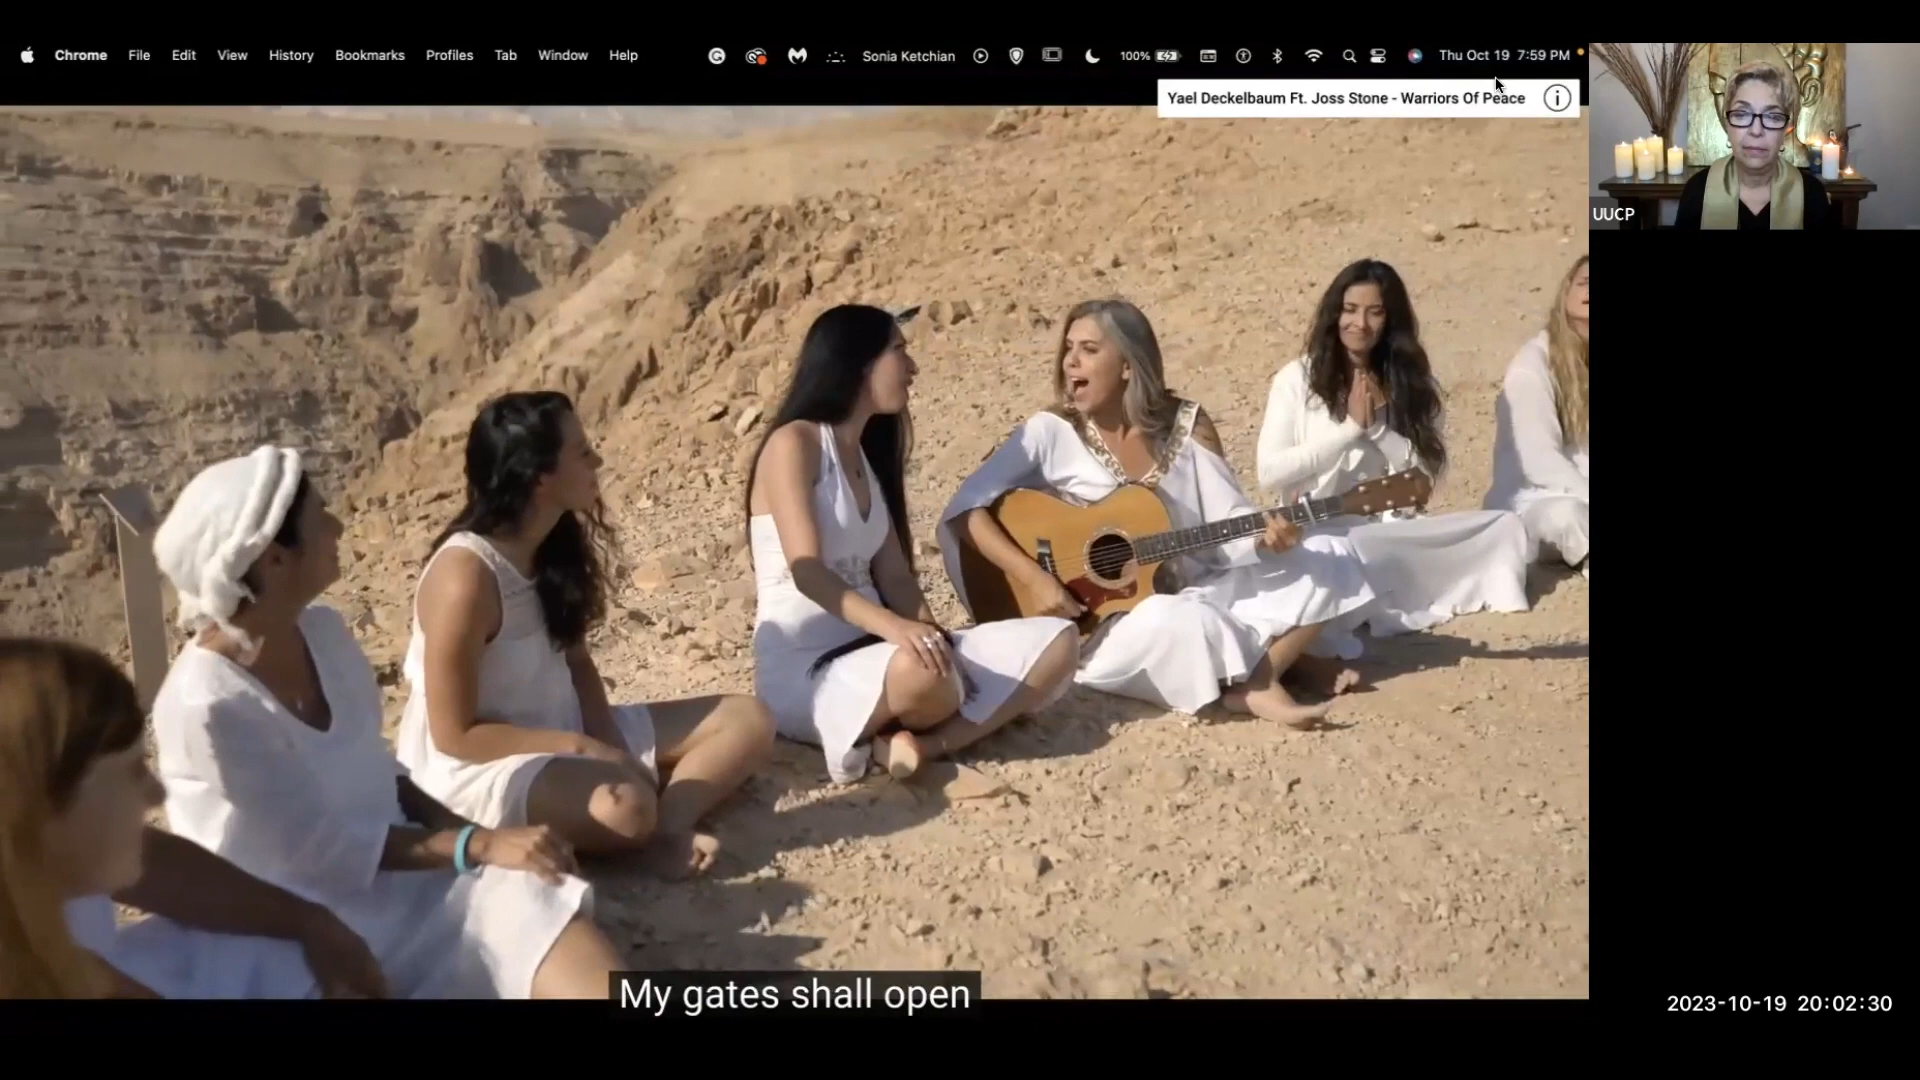 Chrome File Edit View History Bookmarks Profiles Tab Window Help Sonia Ketchian 100% Thu Oct 19 7:59 PM
Yael Deckelbaum Ft. Joss Stone - Warriors Of Peace
UUCP
My gates shall open
2023-10-19 20:02:30